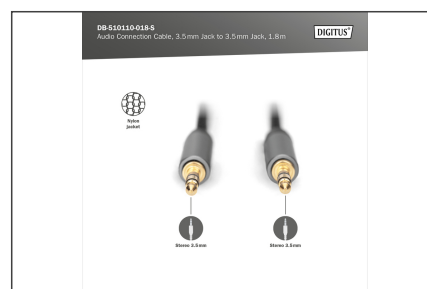 DB-510110-018-S
Audio Connection Cable, 3.5mm Jack to 3.5mm Jack, 1.8m
DIGITUS®
Nylon
jacket
Stereo 3.5mm
Stereo 3.5mm